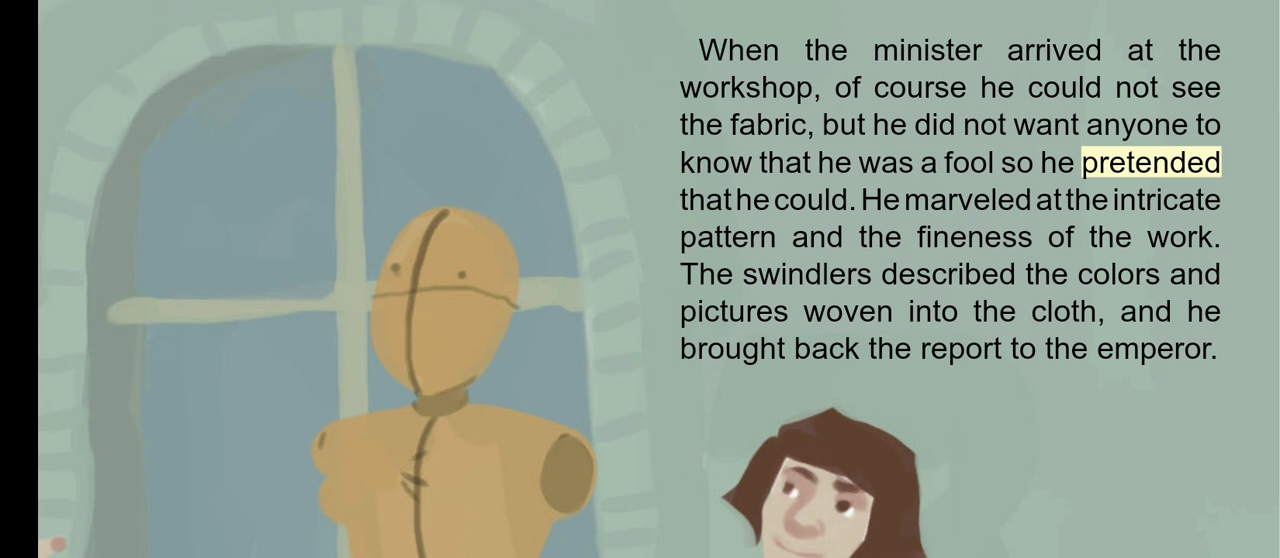 When the minister arrived at the
workshop, of course he could not see
the fabric, but he did not want anyone to
know that he was a fool so he pretended
that he could. He marveled at the intricate
pattern and the fineness of the work.
The swindlers described the colors and
pictures woven into the cloth, and he
brought back the report to the emperor.